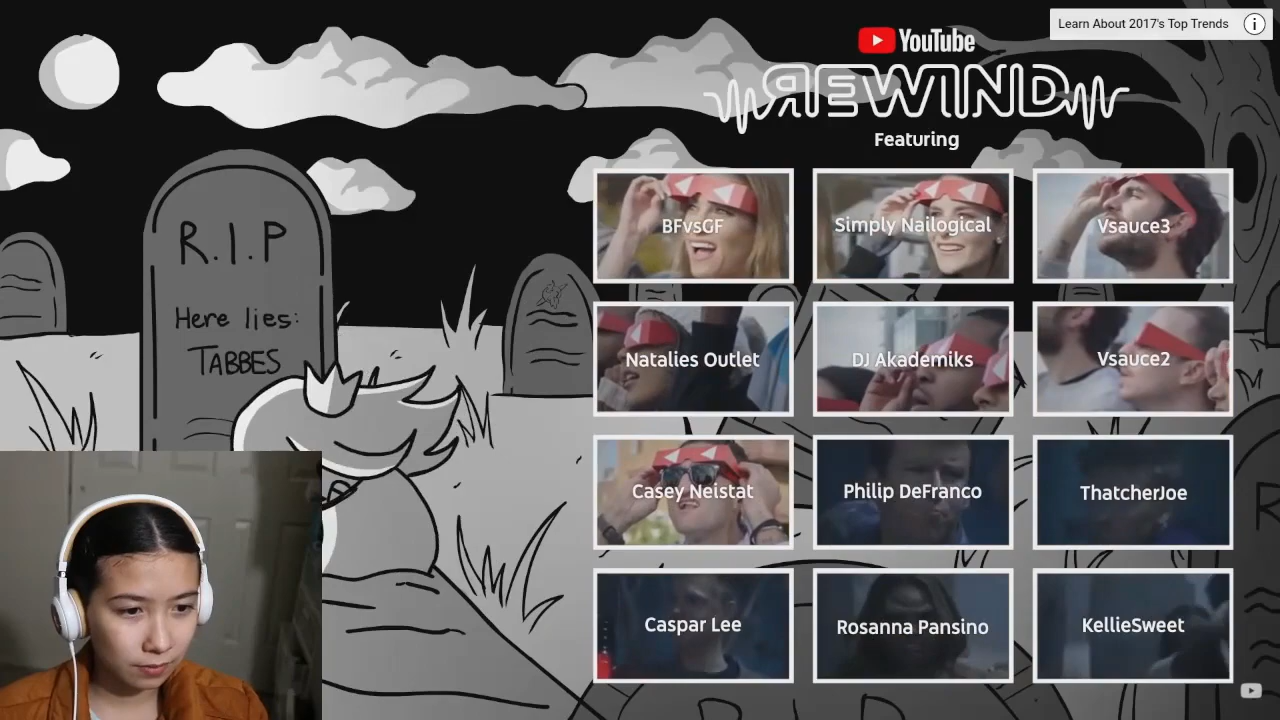 Learn About 2017's Top Trends
YouTube
REWIND
Featuring
R.I.P
Here lies:
TABBES
BFvsGF
Simply Nailogical
Vsauce3
Natalies Outlet
DJ Akademiks
Vsauce2
Casey Neistat
Philip DeFranco
ThatcherJoe
Caspar Lee
Rosanna Pansino
KellieSweet
R.I.P
R